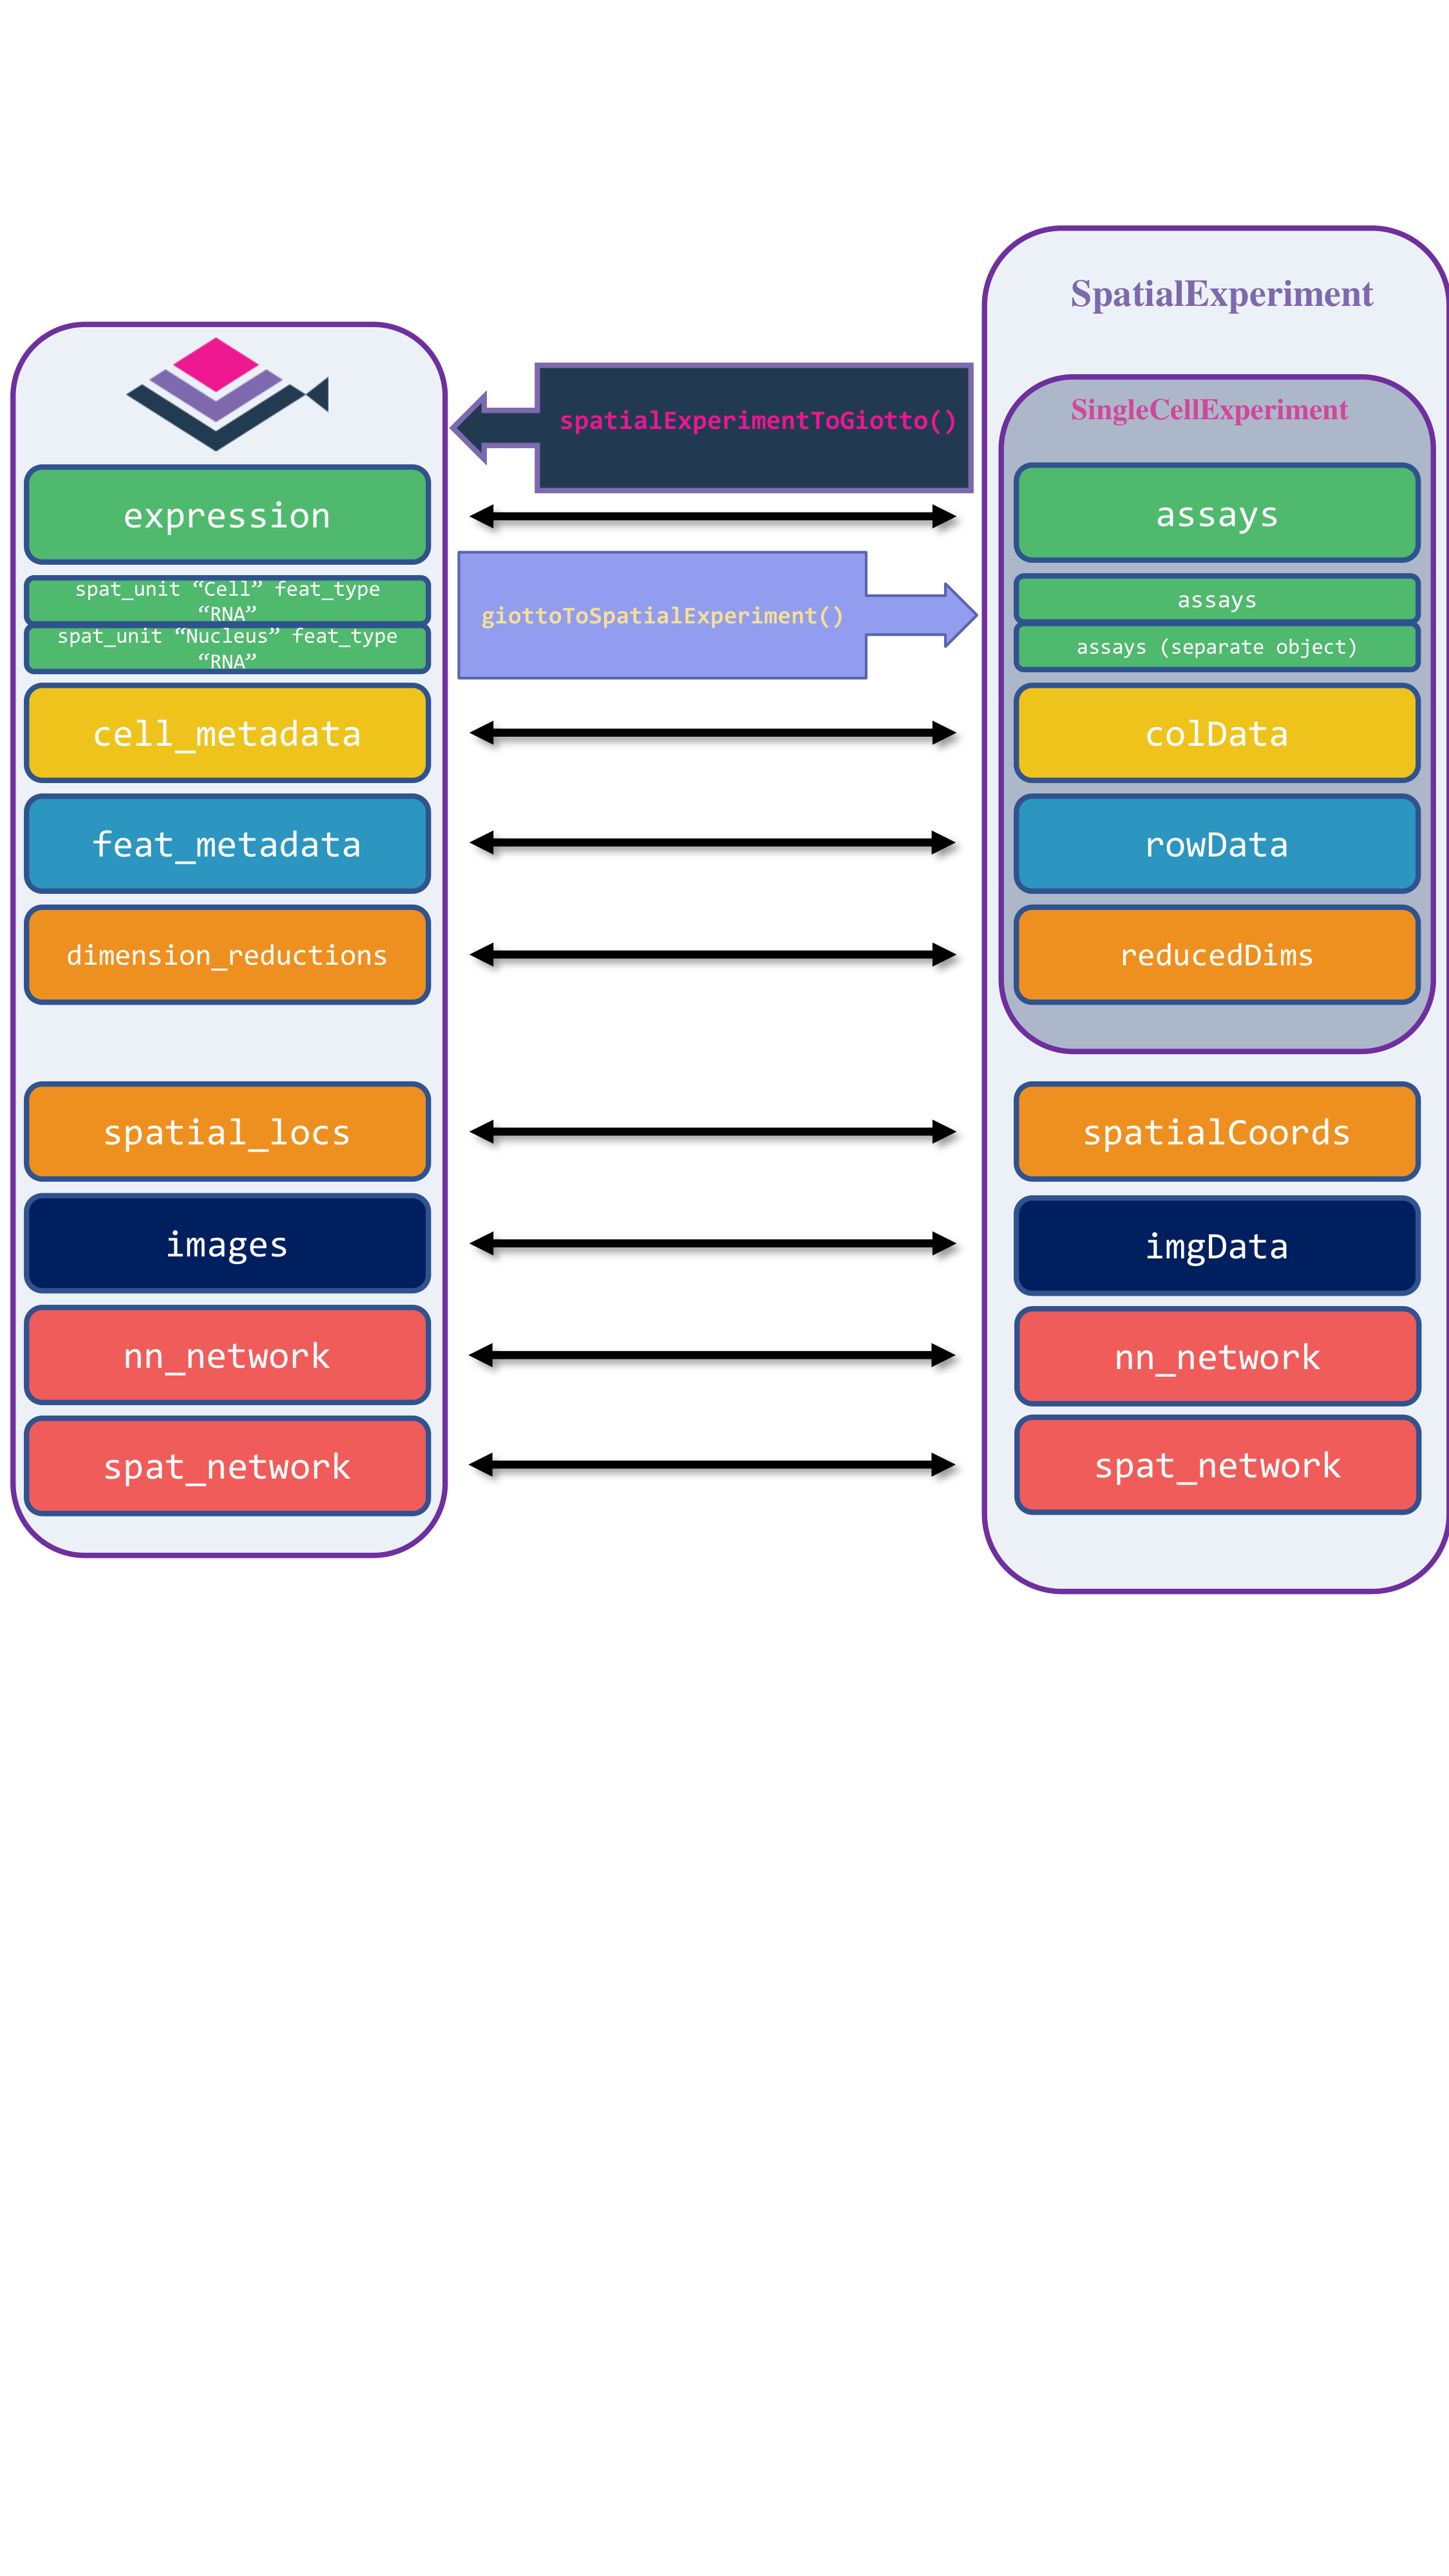 SpatialExperiment
SingleCellExperiment
spatialExperimentToGiotto()
expression
assays
spat_unit “Cell” feat_type
“RNA”
assays
giottoToSpatialExperiment()
spat_unit “Nucleus” feat_type
“RNA”
assays (separate object)
cell_metadata
colData
feat_metadata
rowData
dimension_reductions
reducedDims
spatial_locs
spatialCoords
images
imgData
nn_network
nn_network
spat_network
spat_network